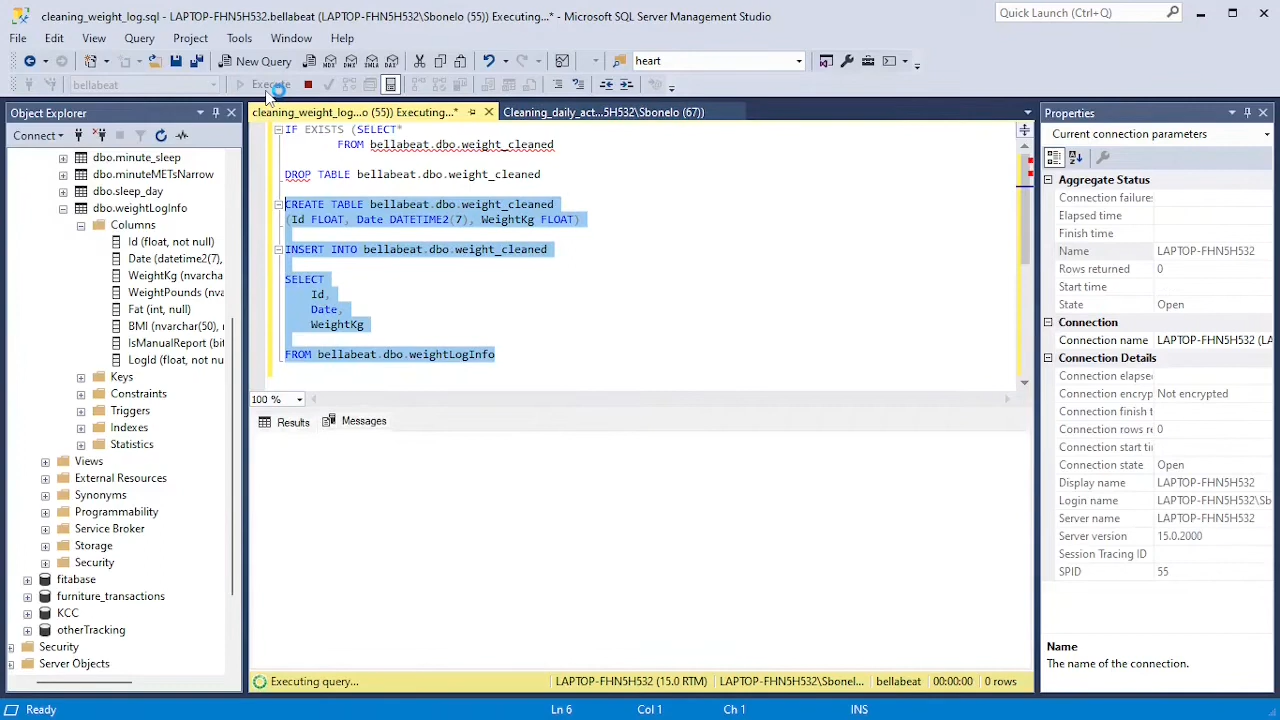 cleaning_weight_log.sql - LAPTOP-FHN5H532.bellabeat (LAPTOP-FHN5H532\Sbonelo (55)) Executing...* - Microsoft SQL Server Management Studio
Quick Launch (Ctrl+Q)
File Edit View Query Project Tools Window Help
New Query
MDX DMX XMLA DAX
heart
bellabeat
Execute
Object Explorer
cleaning_weight_log...o (55)) Executing...*
Cleaning_daily_act...5H532\Sbonelo (67))
Properties
Connect
Current connection parameters
dbo.minute_sleep
dbo.minuteMETsNarrow
dbo.sleep_day
dbo.weightLogInfo
Columns
Id (float, not null)
Date (datetime2(7),
WeightKg (nvarcha
WeightPounds (nva
Fat (int, null)
BMI (nvarchar(50), n
IsManualReport (bit
LogId (float, not nu
Keys
Constraints
Triggers
Indexes
Statistics
Views
External Resources
Synonyms
Programmability
Service Broker
Storage
Security
fitabase
furniture_transactions
KCC
otherTracking
Security
Server Objects
IF EXISTS (SELECT*
FROM bellabeat.dbo.weight_cleaned
DROP TABLE bellabeat.dbo.weight_cleaned
CREATE TABLE bellabeat.dbo.weight_cleaned
(Id FLOAT, Date DATETIME2(7), WeightKg FLOAT)
INSERT INTO bellabeat.dbo.weight_cleaned
SELECT
Id,
Date,
WeightKg
FROM bellabeat.dbo.weightLogInfo
100 %
Results
Messages
Executing query...
LAPTOP-FHN5H532 (15.0 RTM)
LAPTOP-FHN5H532\Sbonel...
bellabeat
00:00:00
0 rows
Aggregate Status
Connection failures
Elapsed time
Finish time
Name LAPTOP-FHN5H532
Rows returned 0
Start time
State Open
Connection
Connection name LAPTOP-FHN5H532 (LA
Connection Details
Connection elapse
Connection encryp Not encrypted
Connection finish t
Connection rows re 0
Connection start ti
Connection state Open
Display name LAPTOP-FHN5H532
Login name LAPTOP-FHN5H532\Sb
Server name LAPTOP-FHN5H532
Server version 15.0.2000
Session Tracing ID
SPID 55
Name
The name of the connection.
Ready
Ln 6
Col 1
Ch 1
INS